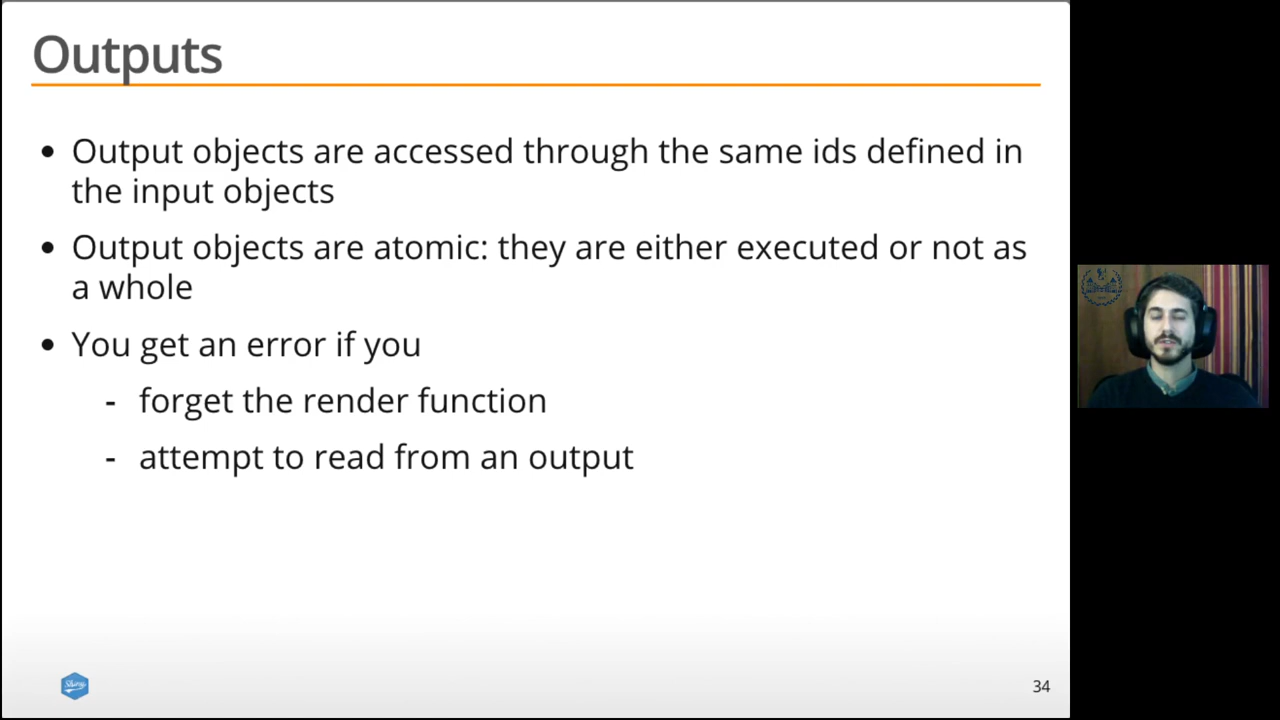 Outputs
• Output objects are accessed through the same ids defined in
the input objects
• Output objects are atomic: they are either executed or not as
a whole
• You get an error if you
- forget the render function
- attempt to read from an output
Shiny
34